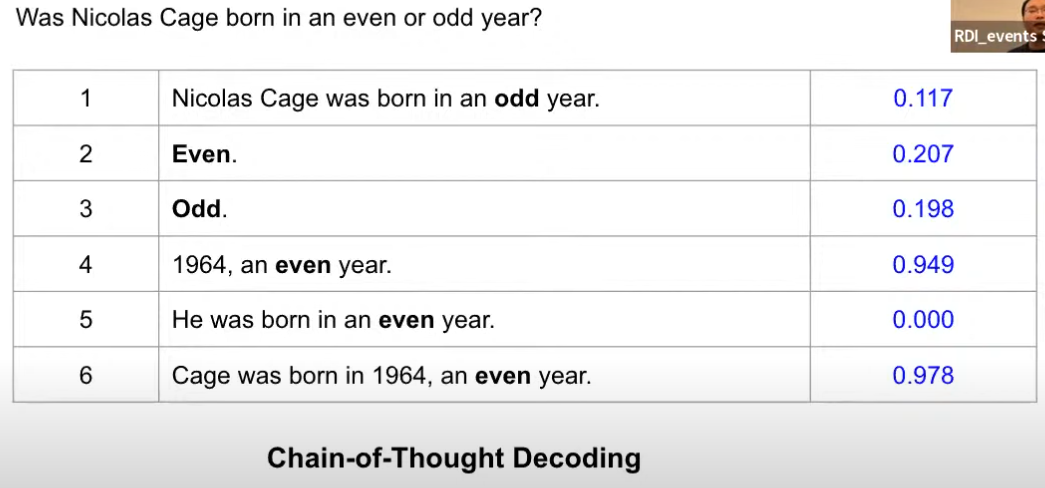 Was Nicolas Cage born in an even or odd year?
RDI_events
1 Nicolas Cage was born in an odd year. 0.117
2 Even. 0.207
3 Odd. 0.198
4 1964, an even year. 0.949
5 He was born in an even year. 0.000
6 Cage was born in 1964, an even year. 0.978
Chain-of-Thought Decoding